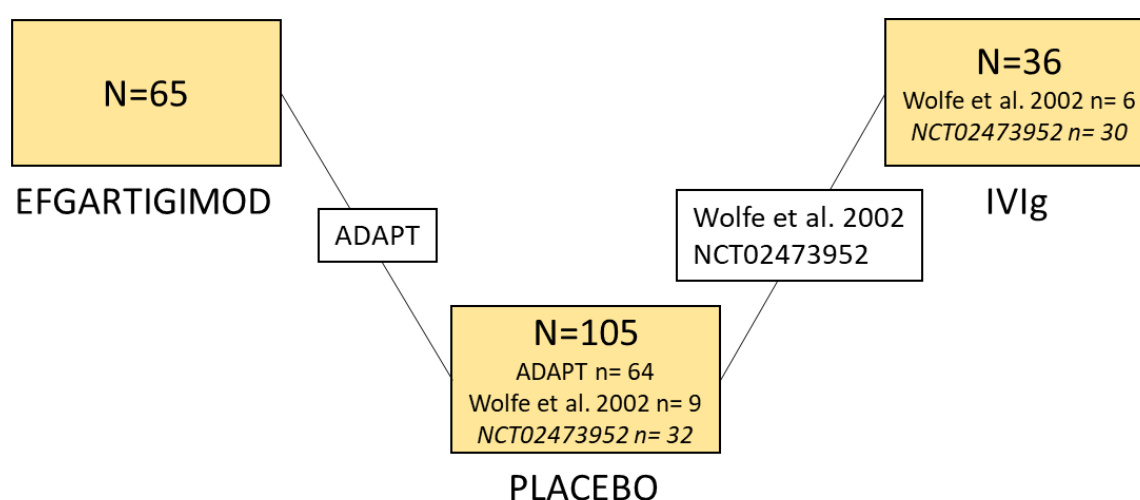 N=65
EFGARTIGIMOD
ADAPT
N=105
ADAPT n= 64
Wolfe et al. 2002 n= 9
NCT02473952 n= 32
PLACEBO
Wolfe et al. 2002
NCT02473952
N=36
Wolfe et al. 2002 n= 6
NCT02473952 n= 30
IVIg